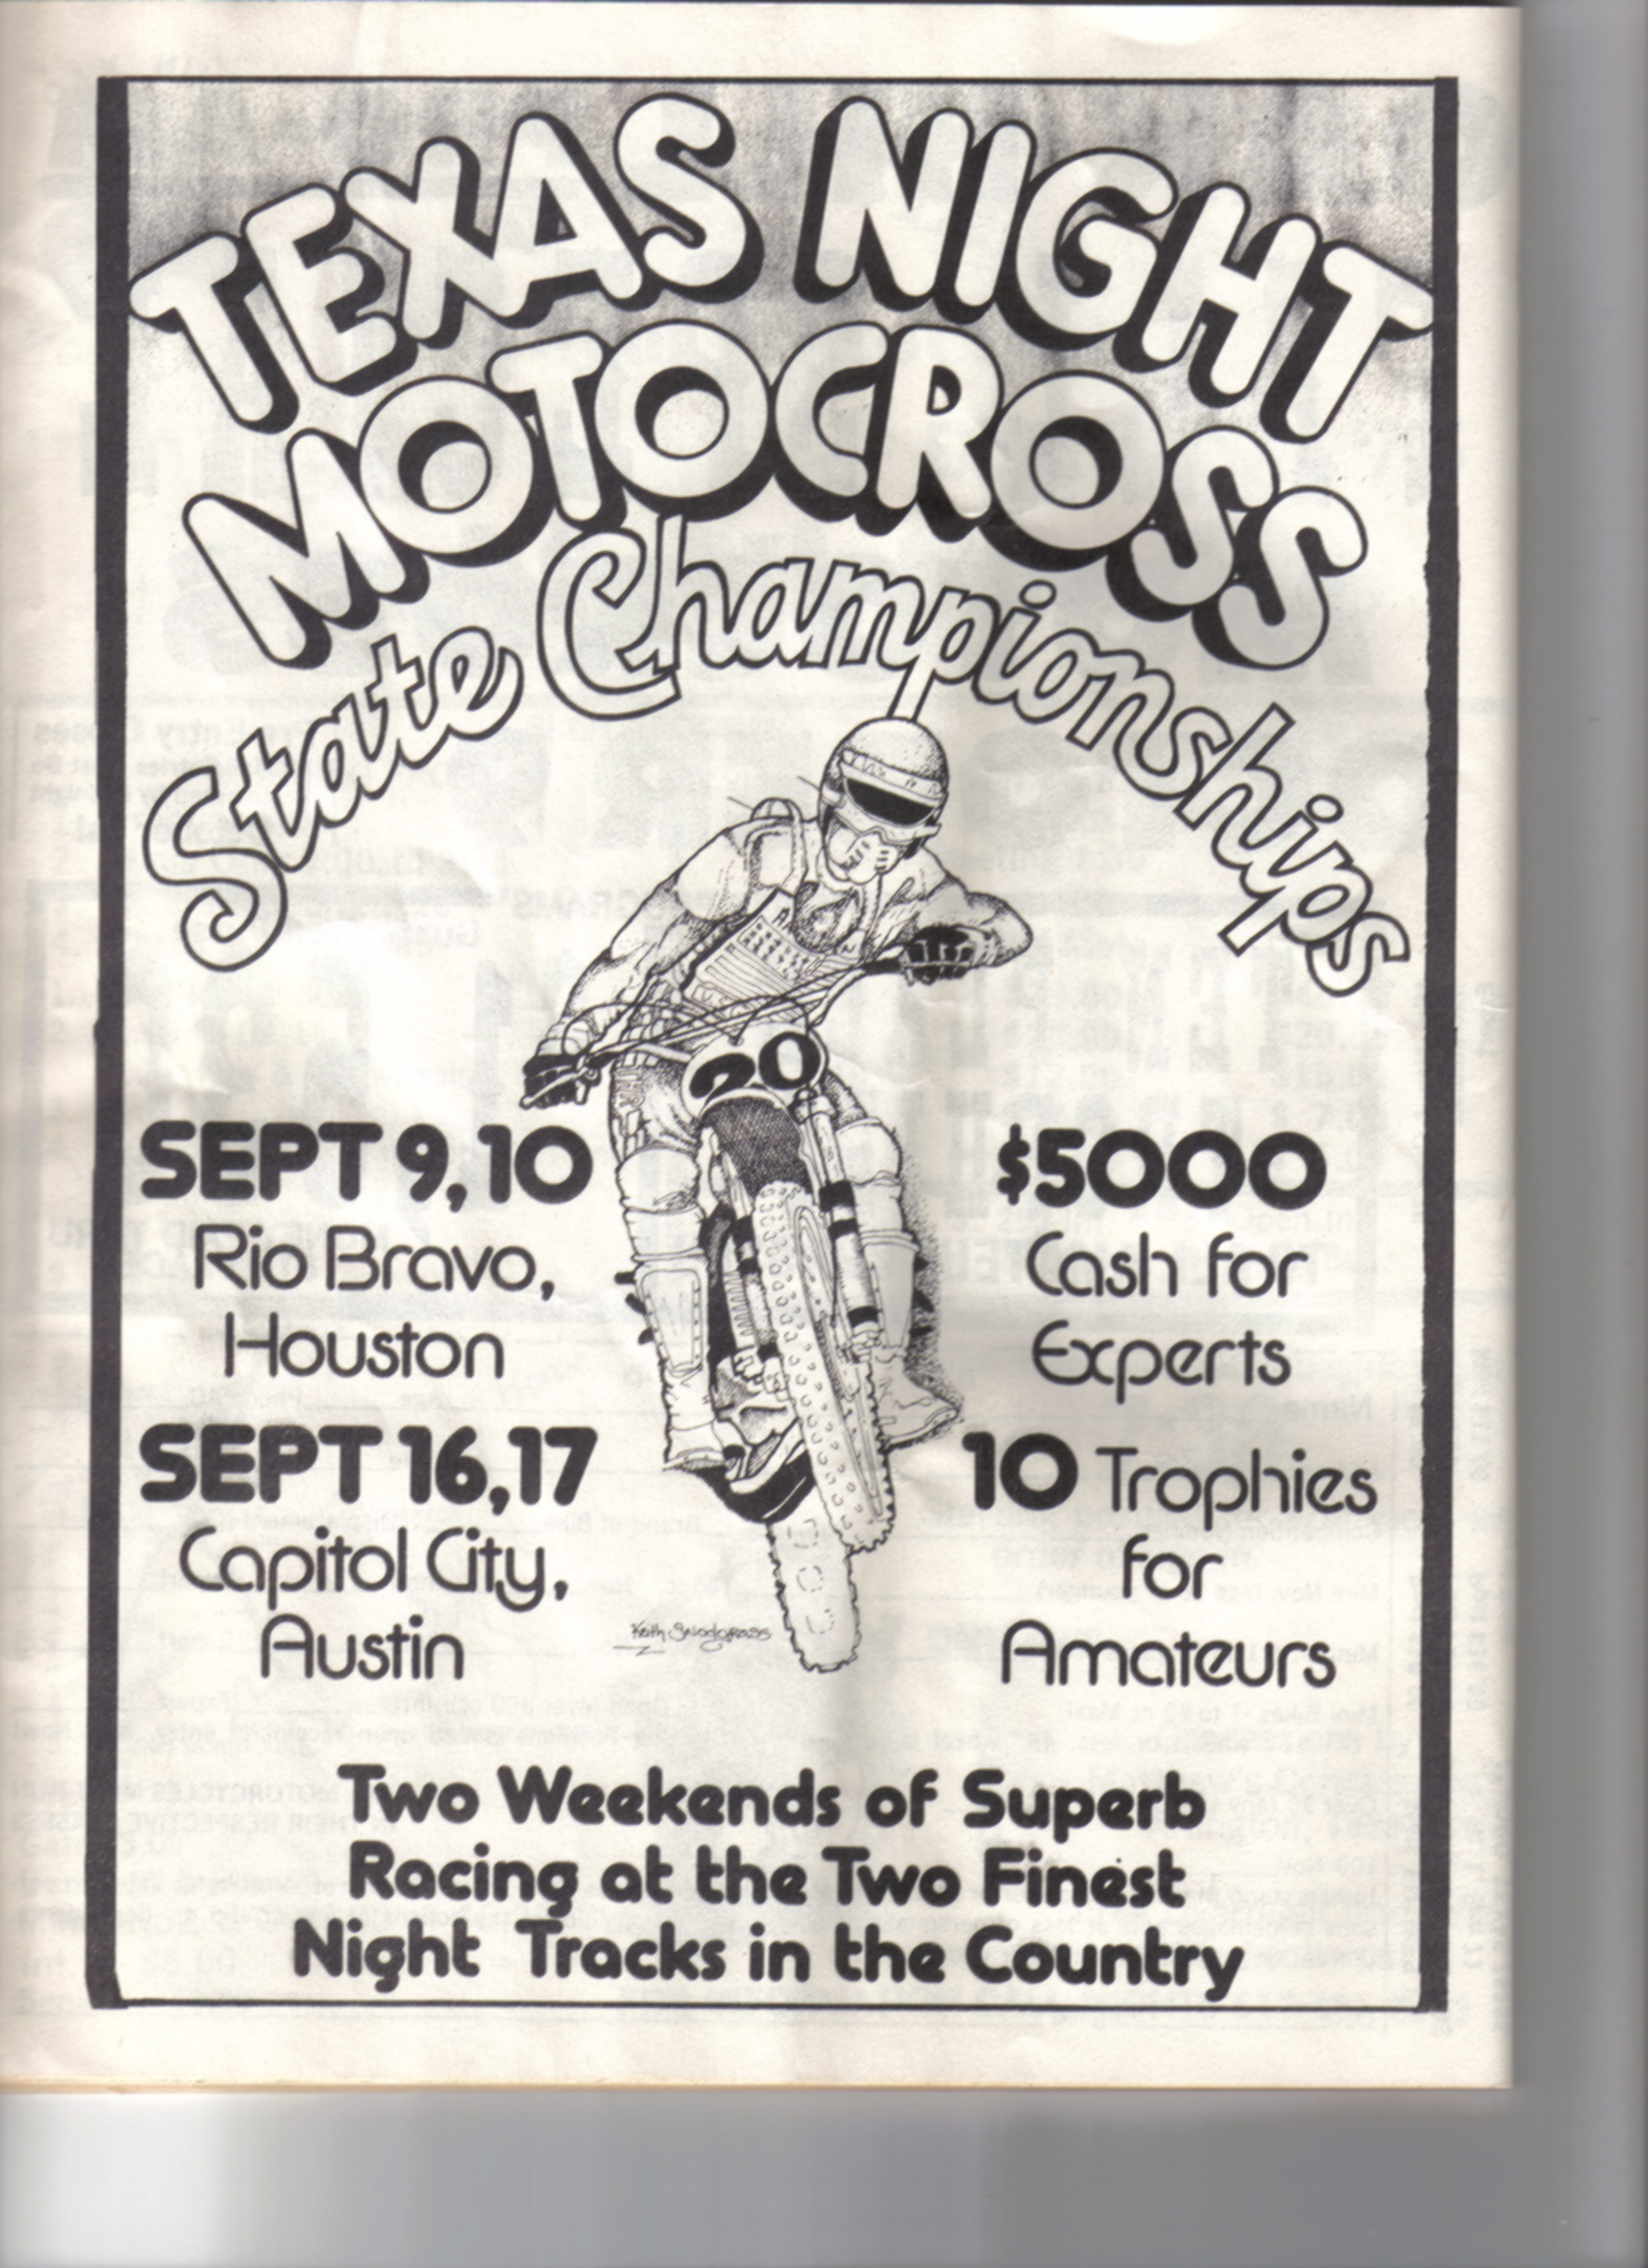 TEXAS NIGHT
MOTOCROSS
State Championships
20
SEPT 9,10
Rio Bravo,
Houston
SEPT 16,17
Capitol City,
Austin
$5000
Cash for
Experts
10 Trophies
for
Amateurs
Keith Snodgrass
Two Weekends of Superb
Racing at the Two Finest
Night Tracks in the Country